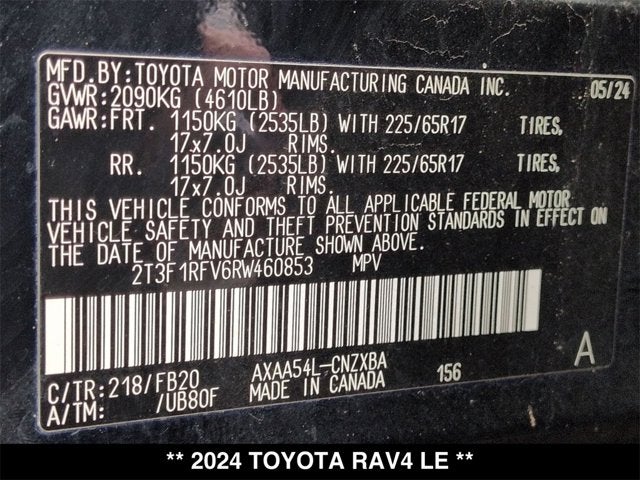 MFD.BY:TOYOTA MOTOR MANUFACTURING CANADA INC. 05/24
GVWR:2090KG (4610LB)
GAWR:FRT. 1150KG (2535LB) WITH 225/65R17 TIRES,
17x7.0J RIMS.
RR. 1150KG (2535LB) WITH 225/65R17 TIRES,
17x7.0J RIMS.
THIS VEHICLE CONFORMS TO ALL APPLICABLE FEDERAL MOTOR
VEHICLE SAFETY AND THEFT PREVENTION STANDARDS IN EFFECT ON
THE DATE OF MANUFACTURE SHOWN ABOVE.
2T3F1RFV6RW460853 MPV
C/TR:218/FB20 AXAA54L-CNZXBA A
A/TM: /UB80F MADE IN CANADA 156
** 2024 TOYOTA RAV4 LE **